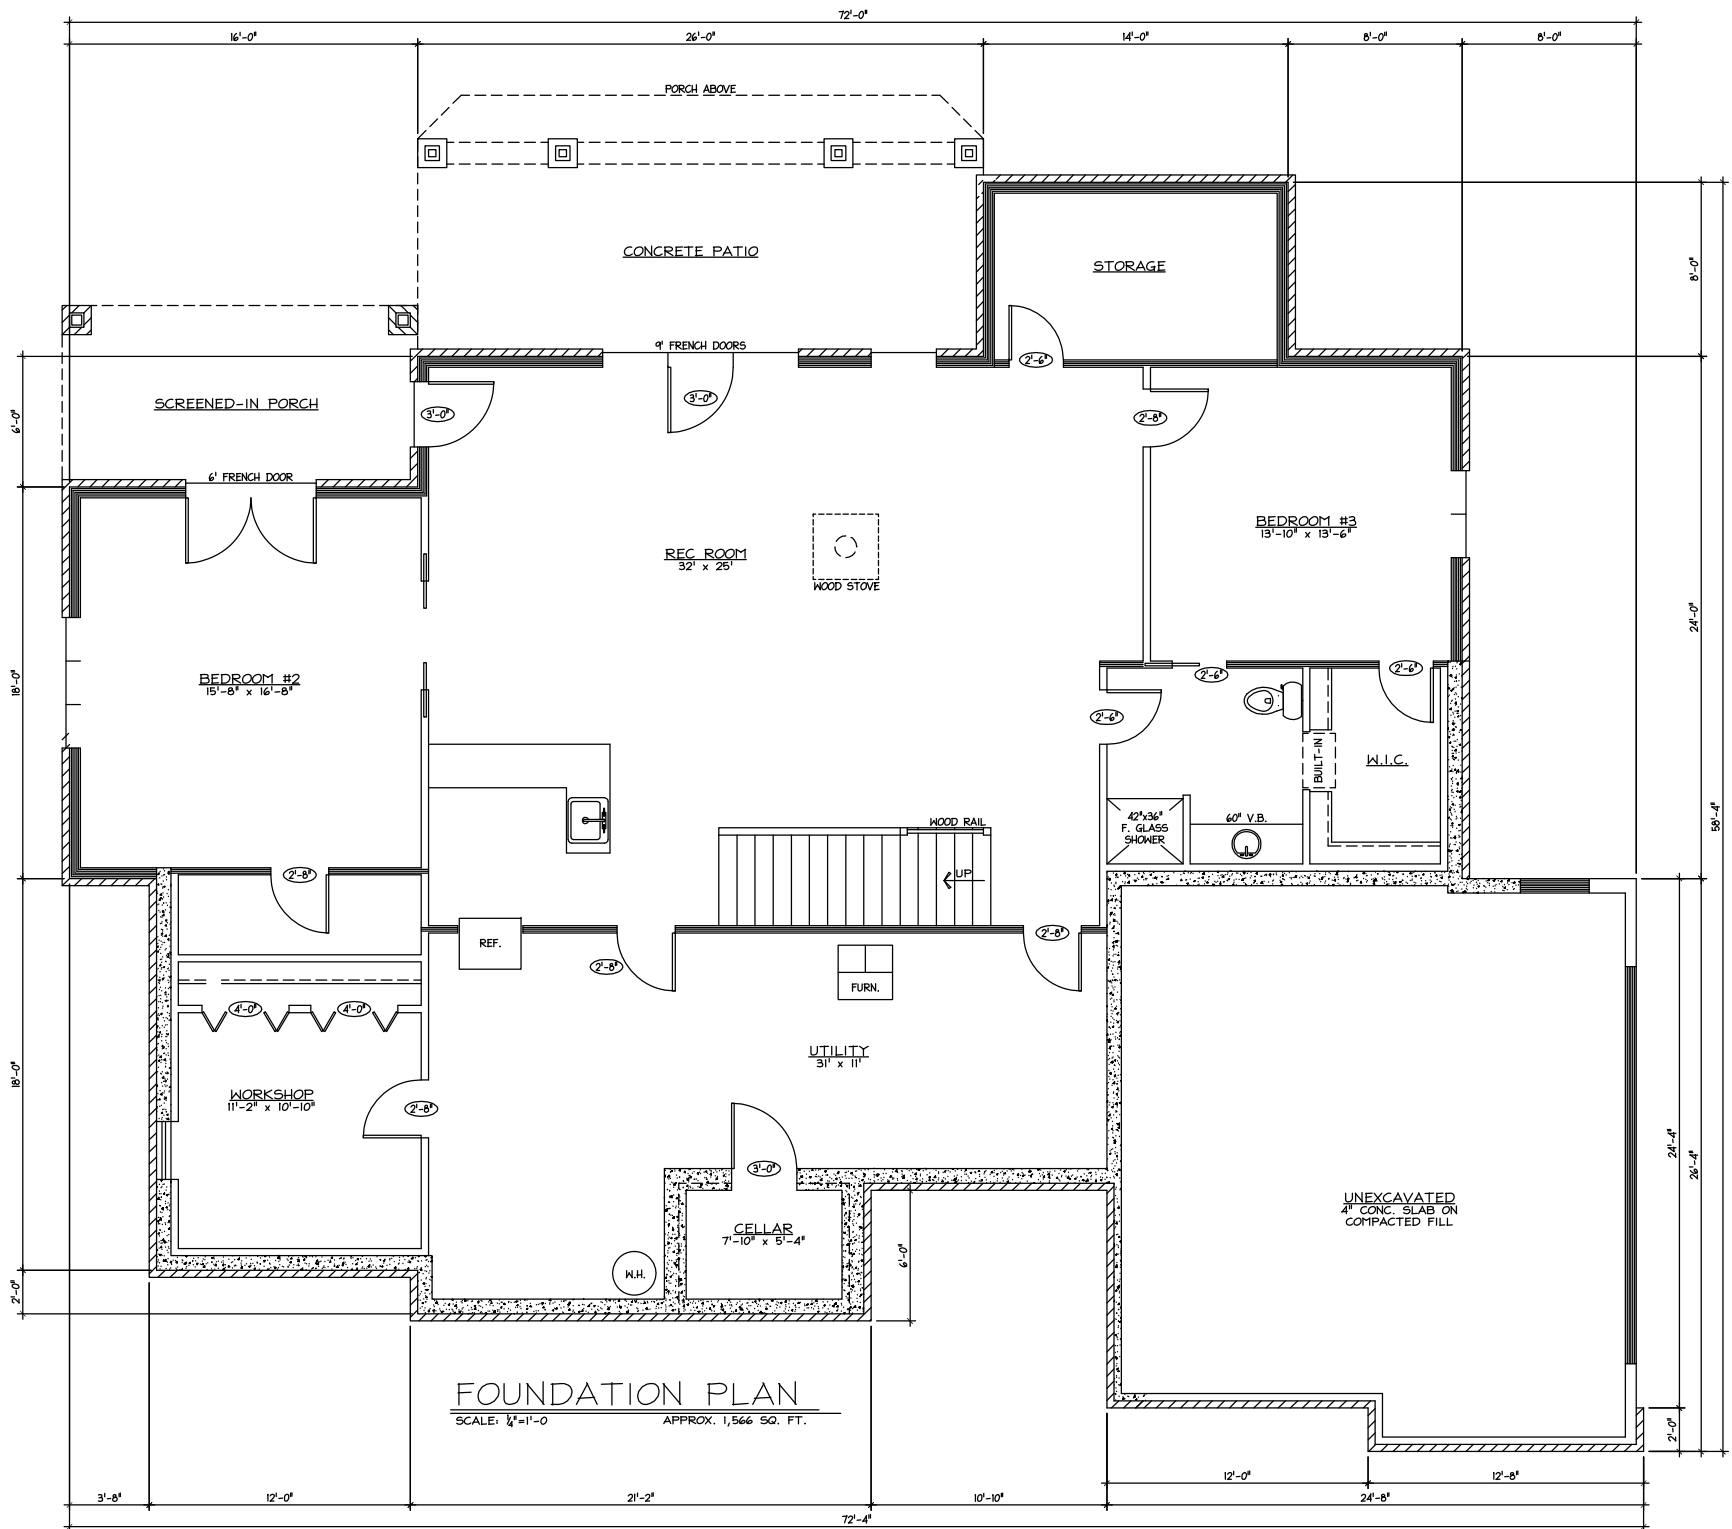 72'-0"
16'-0"
26'-0"
14'-0"
8'-0"
8'-0"
PORCH ABOVE
CONCRETE PATIO
STORAGE
8'-0"
9' FRENCH DOORS
2'-6"
SCREENED-IN PORCH
3'-0"
3'-0"
2'-8"
6'-0"
6' FRENCH DOOR
BEDROOM #3
13'-10" x 13'-6"
REC ROOM
32' x 25'
WOOD STOVE
24'-0"
BEDROOM #2
15'-8" x 16'-8"
18'-0"
2'-6"
2'-6"
2'-6"
BUILT-IN
W.I.C.
58'-4"
WOOD RAIL
42"x36"
F. GLASS
SHOWER
60" V.B.
UP
2'-8"
REF.
2'-8"
2'-8"
FURN.
4'-0"
4'-0"
UTILITY
31' x 11'
18'-0"
WORKSHOP
11'-2" x 10'-10"
2'-8"
3'-0"
24'-4"
26'-4"
UNEXCAVATED
4" CONC. SLAB ON
COMPACTED FILL
CELLAR
7'-10" x 5'-4"
6'-0"
W.H.
2'-0"
FOUNDATION PLAN
SCALE: ¼"=1'-0
APPROX. 1,566 SQ. FT.
2'-0"
12'-0"
12'-8"
3'-8"
12'-0"
21'-2"
10'-10"
24'-8"
72'-4"